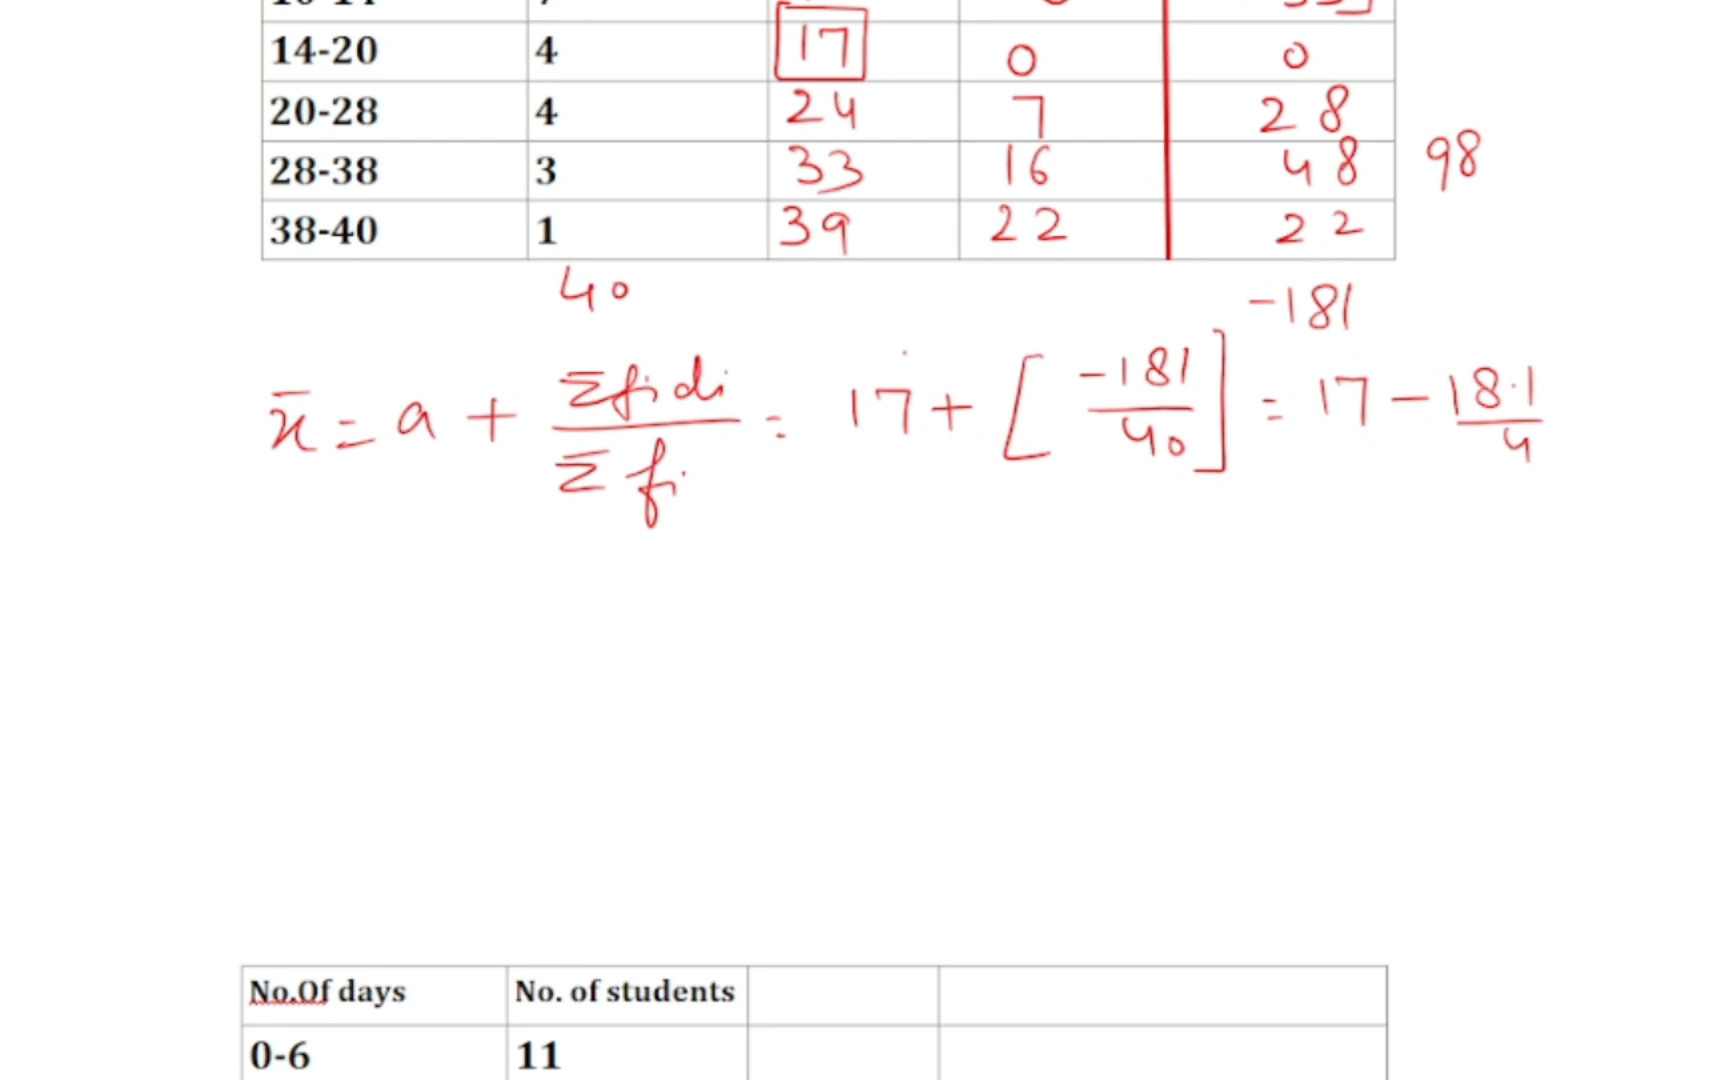 14-20 4 17 0 0
20-28 4 24 7 28
28-38 3 33 16 48 98
38-40 1 39 22 22
40 -181
x̄ = a + Σfidi / Σfi = 17 + [-181 / 40] = 17 - 18.1 / 4
No.Of days No. of students
0-6 11